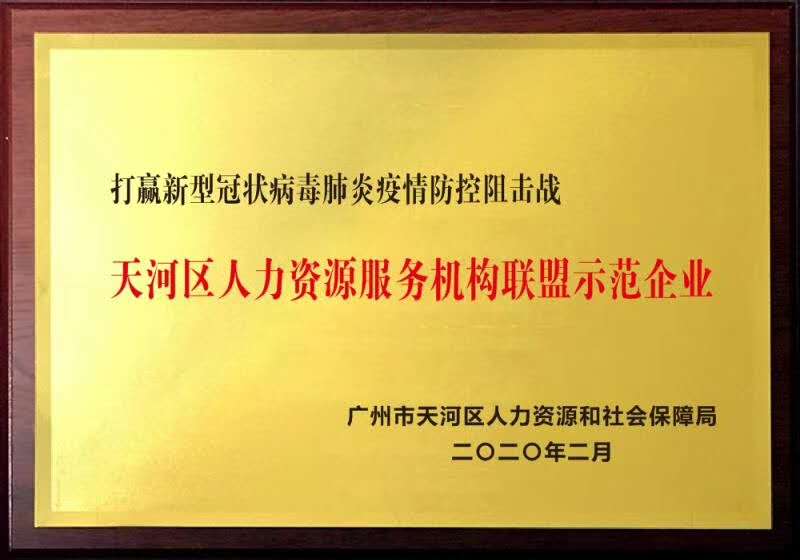 打赢新型冠状病毒肺炎疫情防控阻击战
天河区人力资源服务机构联盟示范企业
广州市天河区人力资源和社会保障局
二〇二〇年二月